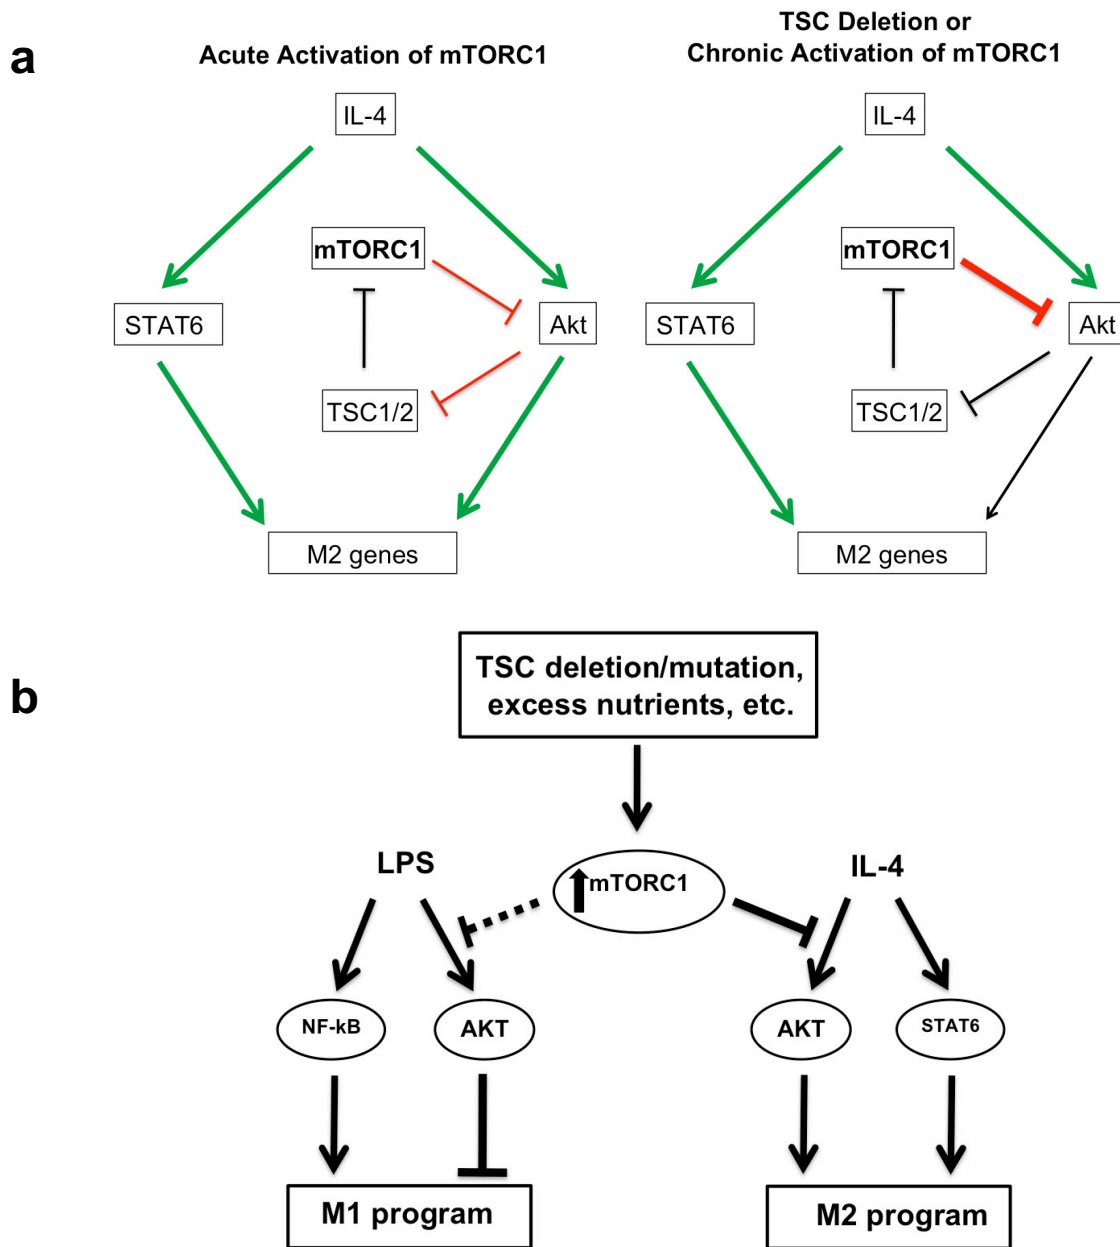 a
Acute Activation of mTORC1
IL-4
mTORC1
STAT6
Akt
TSC1/2
M2 genes
TSC Deletion or
Chronic Activation of mTORC1
IL-4
mTORC1
STAT6
Akt
TSC1/2
M2 genes
b
TSC deletion/mutation,
excess nutrients, etc.
LPS
mTORC1
IL-4
NF-kB
AKT
AKT
STAT6
M1 program
M2 program